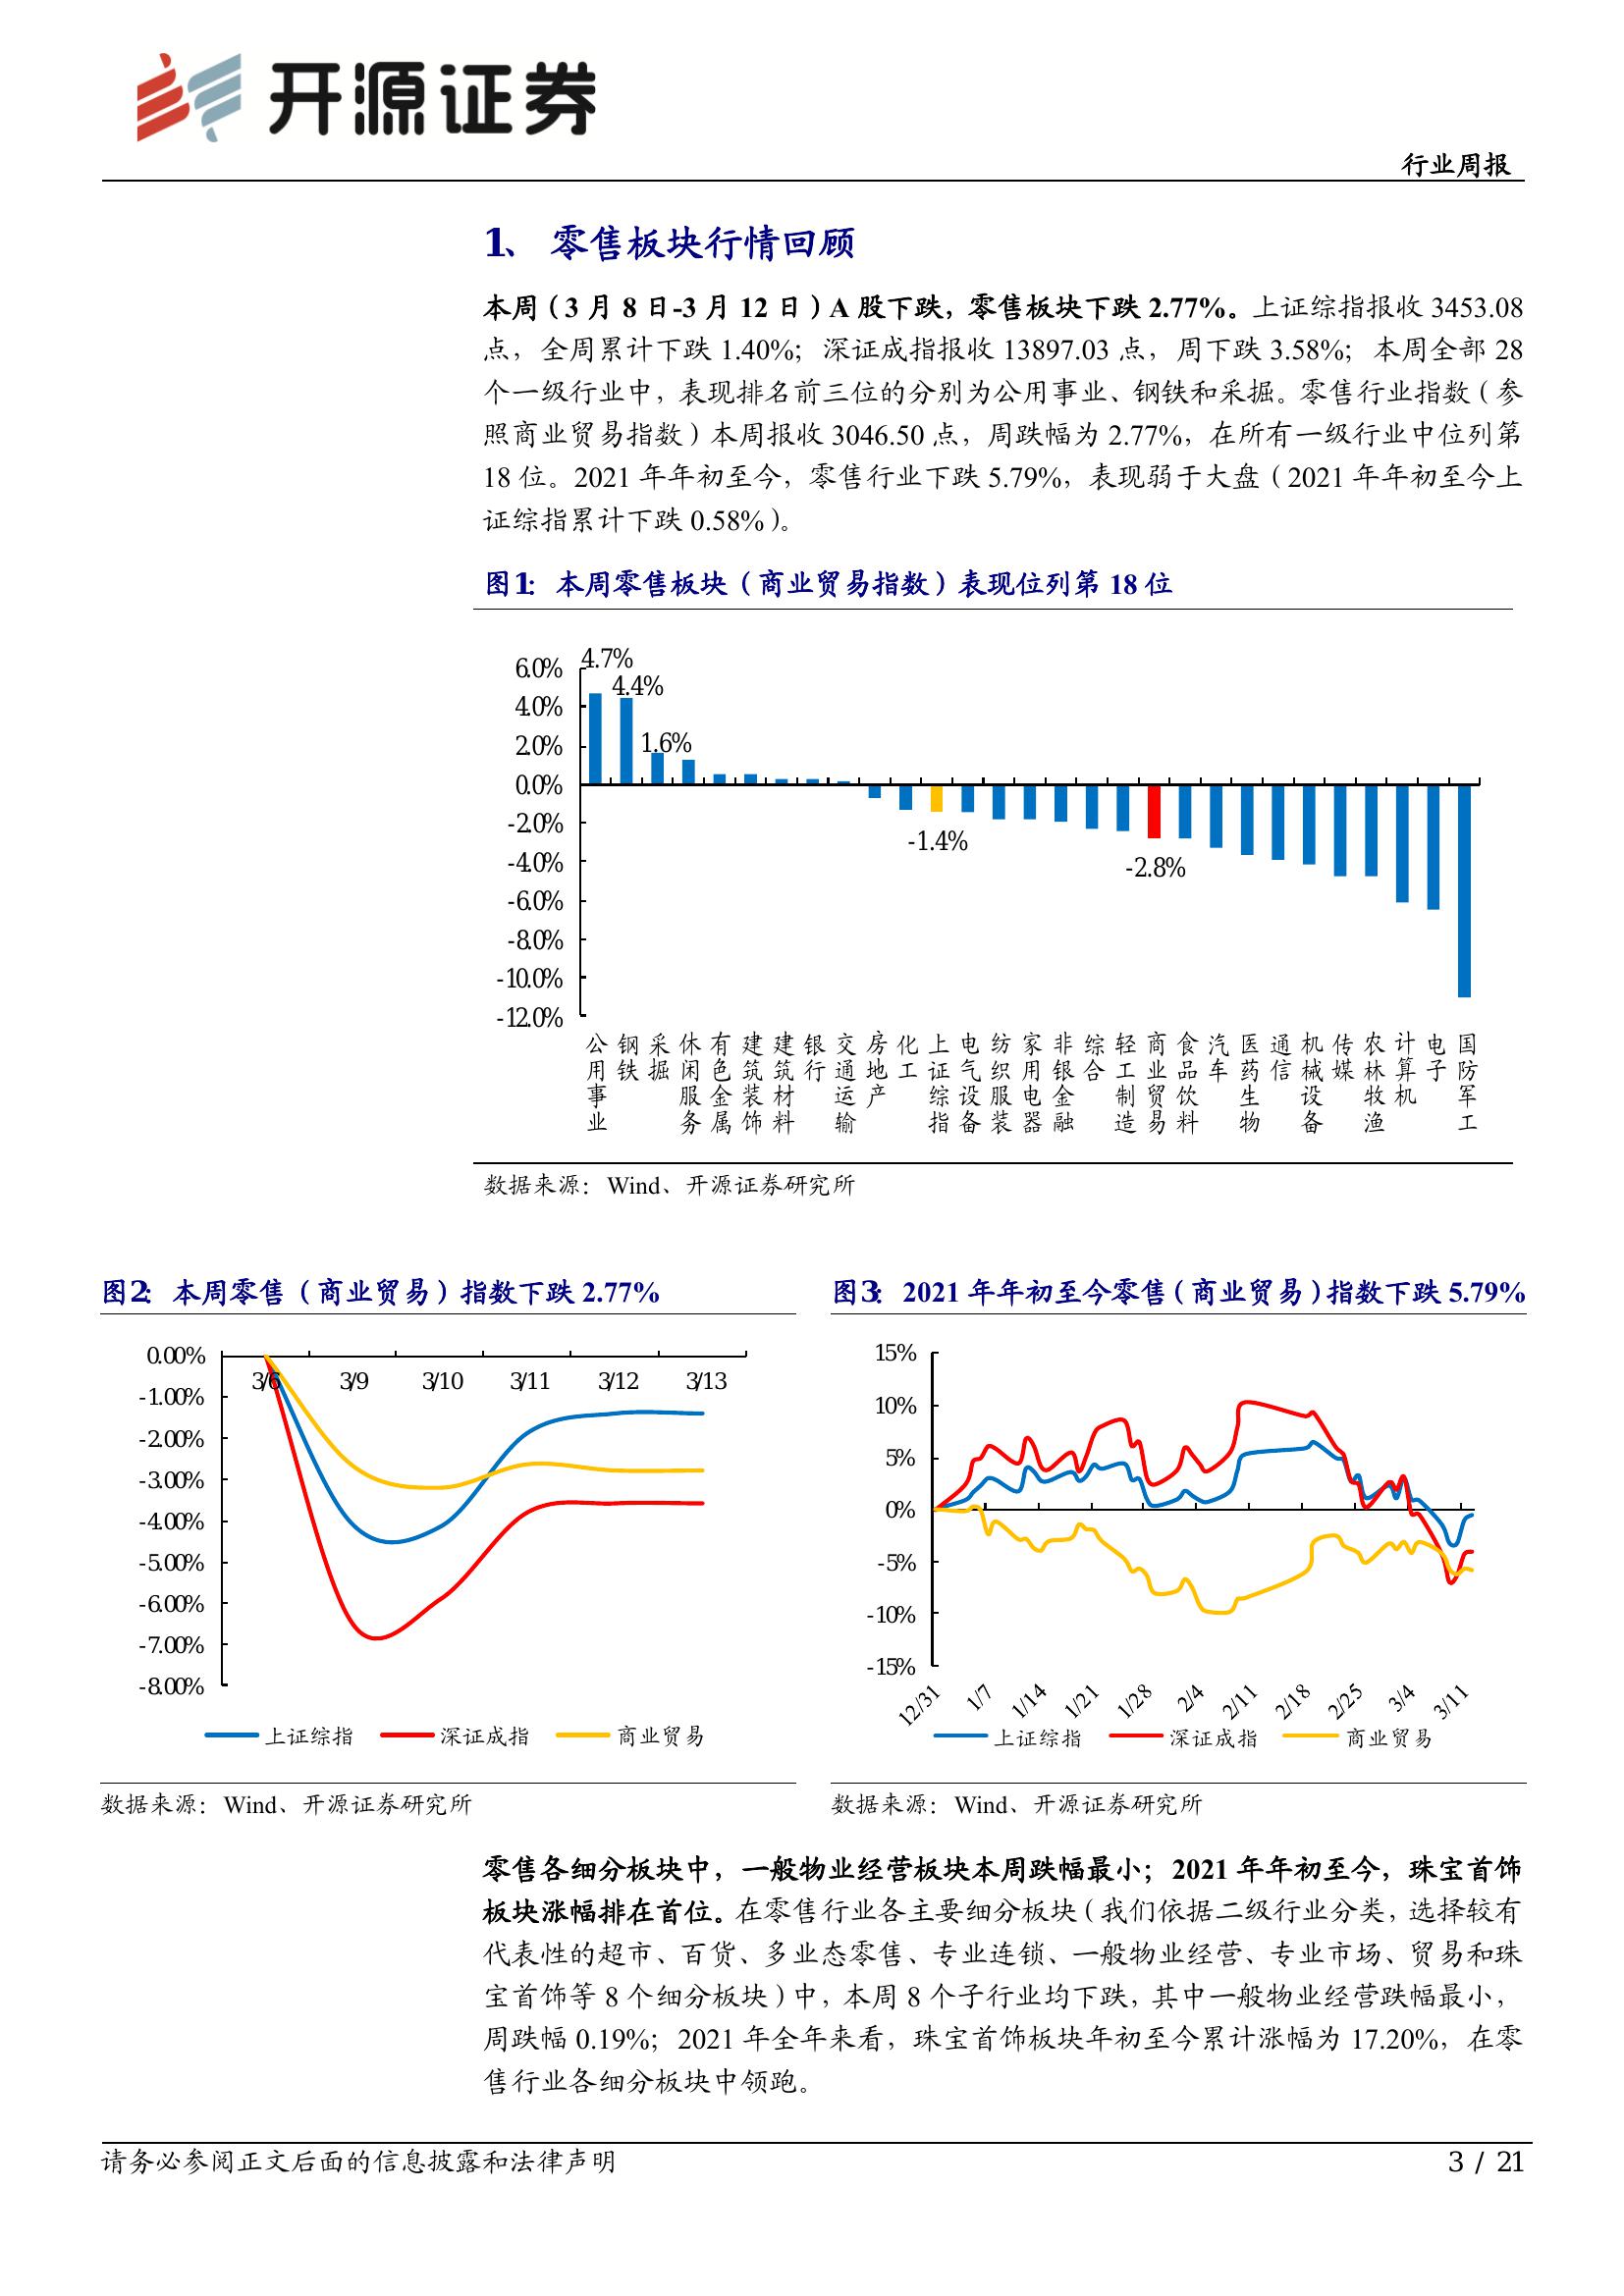 开源证券
行业周报
1、 零售板块行情回顾
本周（3 月 8 日-3 月 12 日）A 股下跌，零售板块下跌 2.77%。上证综指报收 3453.08
点，全周累计下跌 1.40%；深证成指报收 13897.03 点，周下跌 3.58%；本周全部 28
个一级行业中，表现排名前三位的分别为公用事业、钢铁和采掘。零售行业指数（参
照商业贸易指数）本周报收 3046.50 点，周跌幅为 2.77%，在所有一级行业中位列第
18 位。2021 年年初至今，零售行业下跌 5.79%，表现弱于大盘（2021 年年初至今上
证综指累计下跌 0.58%）。
图1：本周零售板块（商业贸易指数）表现位列第 18 位
6.0%
4.0%
2.0%
0.0%
-2.0%
-4.0%
-6.0%
-8.0%
-10.0%
-12.0%
4.7%
4.4%
1.6%
-1.4%
-2.8%
公用事业
钢铁
采掘
休闲服务
有色金属
建筑装饰
建筑材料
银行
交通运输
房地产
化工
上证综指
电气设备
纺织服装
家用电器
非银金融
综合
轻工制造
商业贸易
食品饮料
汽车
医药生物
通信
机械设备
传媒
农林牧渔
计算机
电子
国防军工
数据来源：Wind、开源证券研究所
图2：本周零售（商业贸易）指数下跌 2.77%
0.00%
-1.00%
-2.00%
-3.00%
-4.00%
-5.00%
-6.00%
-7.00%
-8.00%
3/6 3/9 3/10 3/11 3/12 3/13
上证综指 深证成指 商业贸易
数据来源：Wind、开源证券研究所
图3：2021 年年初至今零售（商业贸易）指数下跌 5.79%
15%
10%
5%
0%
-5%
-10%
-15%
12/31 1/7 1/14 1/21 1/28 2/4 2/11 2/18 2/25 3/4 3/11
上证综指 深证成指 商业贸易
数据来源：Wind、开源证券研究所
零售各细分板块中，一般物业经营板块本周跌幅最小；2021 年年初至今，珠宝首饰
板块涨幅排在首位。在零售行业各主要细分板块（我们依据二级行业分类，选择较有
代表性的超市、百货、多业态零售、专业连锁、一般物业经营、专业市场、贸易和珠
宝首饰等 8 个细分板块）中，本周 8 个子行业均下跌，其中一般物业经营跌幅最小，
周跌幅 0.19%；2021 年全年来看，珠宝首饰板块年初至今累计涨幅为 17.20%，在零
售行业各细分板块中领跑。
请务必参阅正文后面的信息披露和法律声明
3 / 21